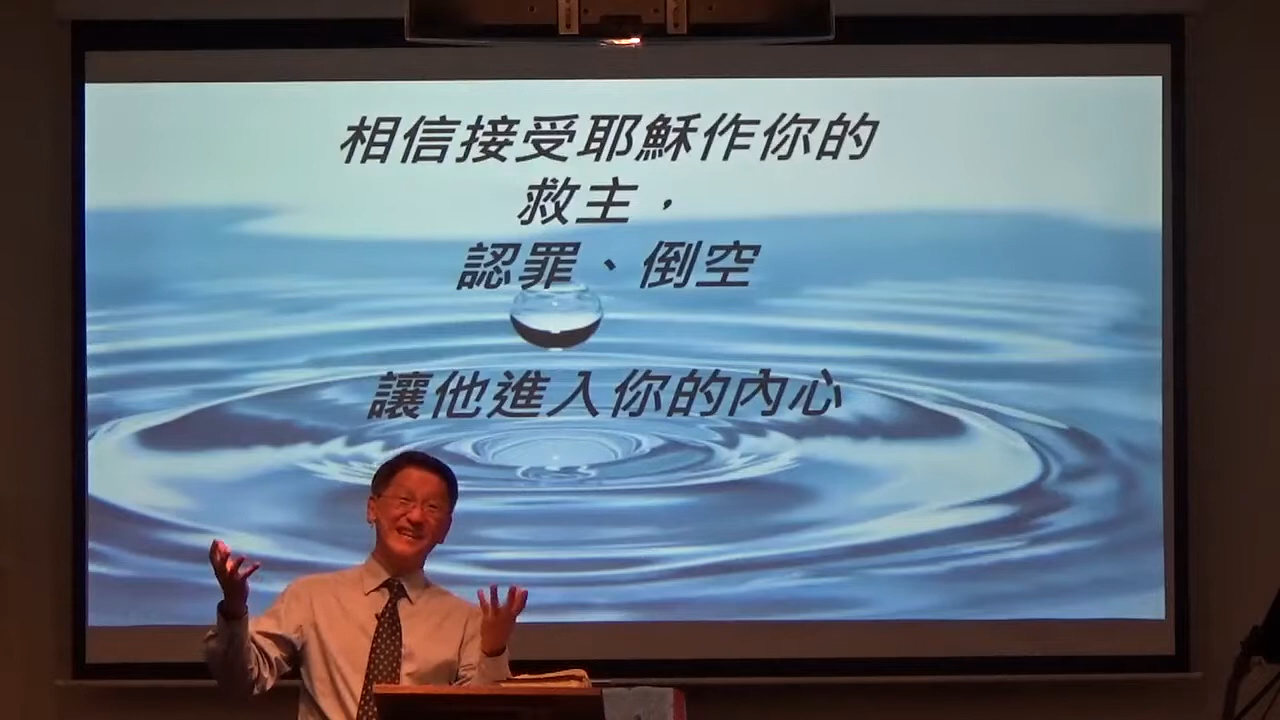 相信接受耶穌作你的
救主，
認罪、倒空
讓他進入你的內心